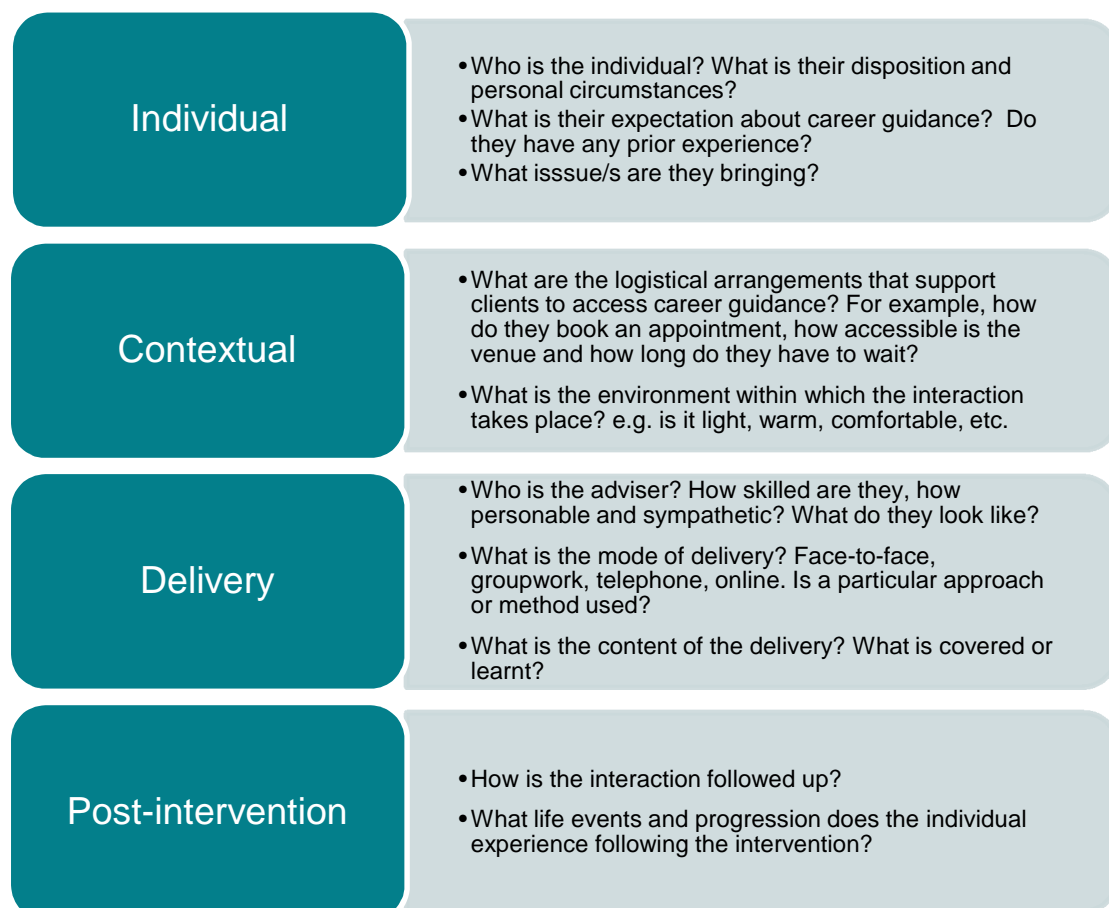 Individual
•Who is the individual? What is their disposition and
personal circumstances?
•What is their expectation about career guidance?  Do
they have any prior experience?
•What isssue/s are they bringing?
Contextual
•What are the logistical arrangements that support
clients to access career guidance? For example, how
do they book an appointment, how accessible is the
venue and how long do they have to wait?
•What is the environment within which the interaction
takes place? e.g. is it light, warm, comfortable, etc.
Delivery
•Who is the adviser? How skilled are they, how
personable and sympathetic? What do they look like?
•What is the mode of delivery? Face-to-face,
groupwork, telephone, online. Is a particular approach
or method used?
•What is the content of the delivery? What is covered or
learnt?
Post-intervention
•How is the interaction followed up?
•What life events and progression does the individual
experience following the intervention?